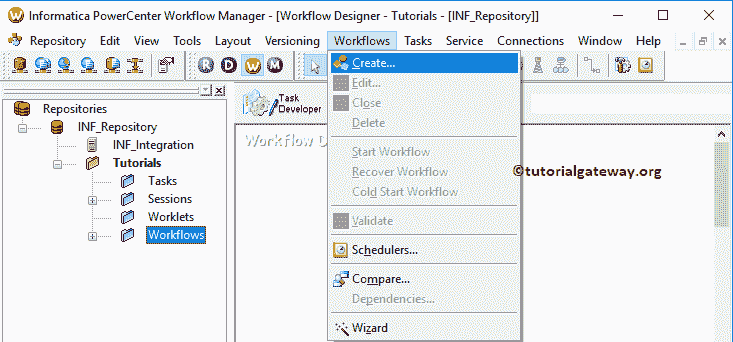 Informatica PowerCenter Workflow Manager - [Workflow Designer - Tutorials - [INF_Repository]]
Repository Edit View Tools Layout Versioning Workflows Tasks Service Connections Window Help
R D W M
Repositories
INF_Repository
INF_Integration
Tutorials
Tasks
Sessions
Worklets
Workflows
Task
Developer
Workflow D
Create...
Edit...
Close
Delete
Start Workflow
Recover Workflow
Cold Start Workflow
Validate
Schedulers...
Compare...
Dependencies...
Wizard
©tutorialgateway.org